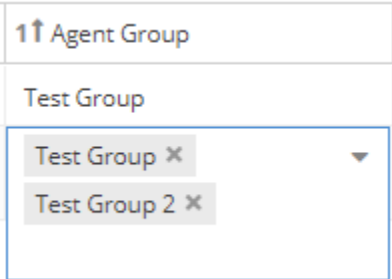 1↑ Agent Group
Test Group
Test Group ×
Test Group 2 ×